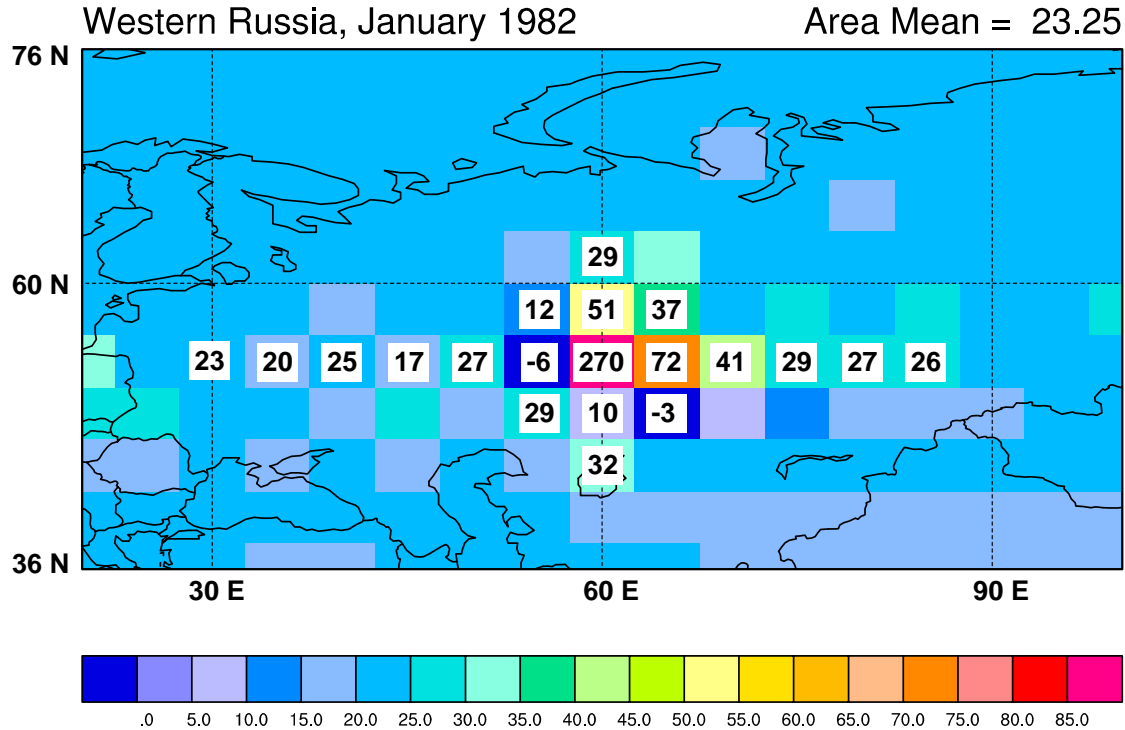 Western Russia, January 1982 Area Mean = 23.25
76 N
29
60 N
12 51 37
23 20 25 17 27 -6 270 72 41 29 27 26
29 10 -3
32
36 N
30 E 60 E 90 E
.0 5.0 10.0 15.0 20.0 25.0 30.0 35.0 40.0 45.0 50.0 55.0 60.0 65.0 70.0 75.0 80.0 85.0